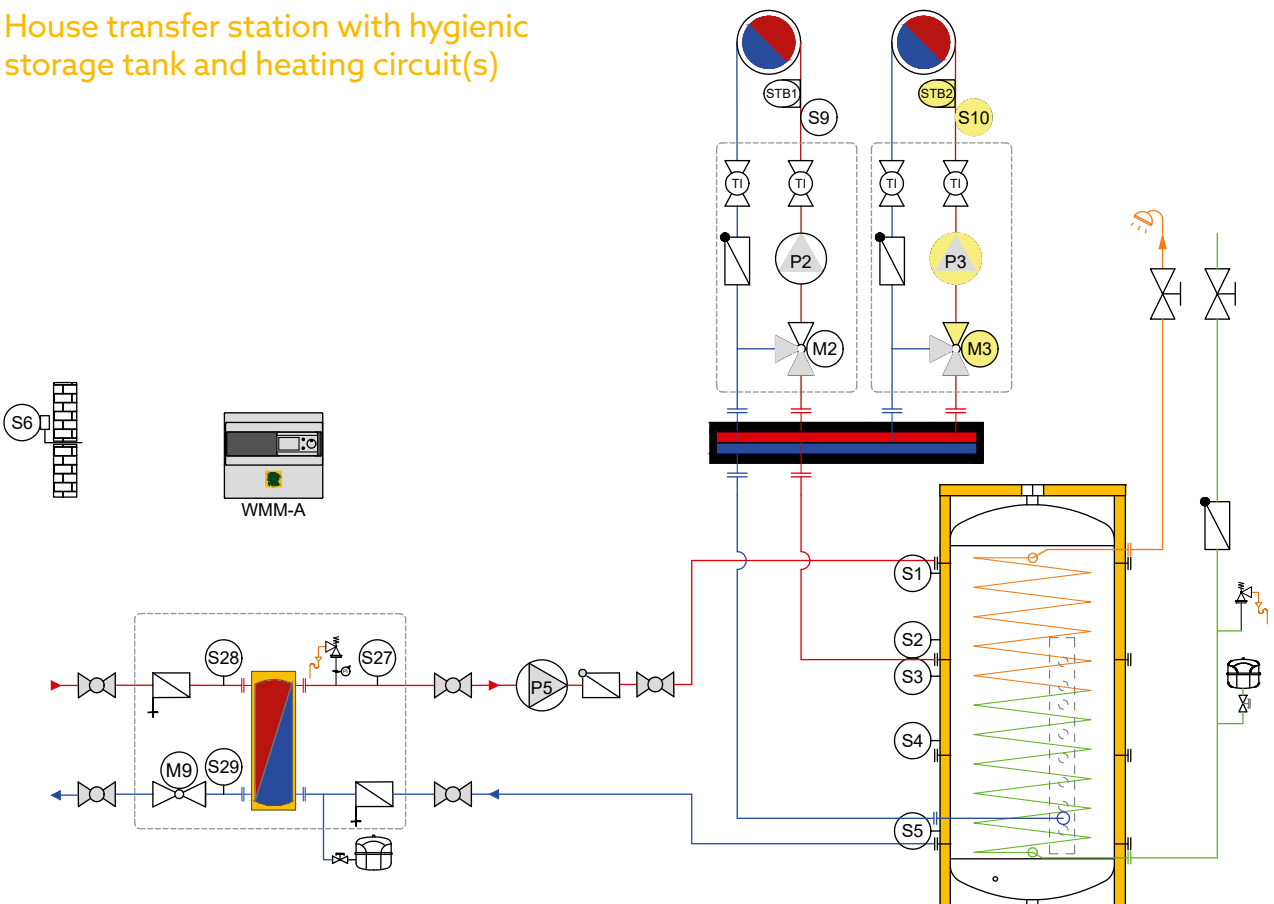 House transfer station with hygienic
storage tank and heating circuit(s)
STB1
STB2
S9
S10
TI
TI
TI
TI
P2
P3
M2
M3
S6
WMM-A
S1
S2
S3
S4
S5
S28
S27
P5
M9
S29